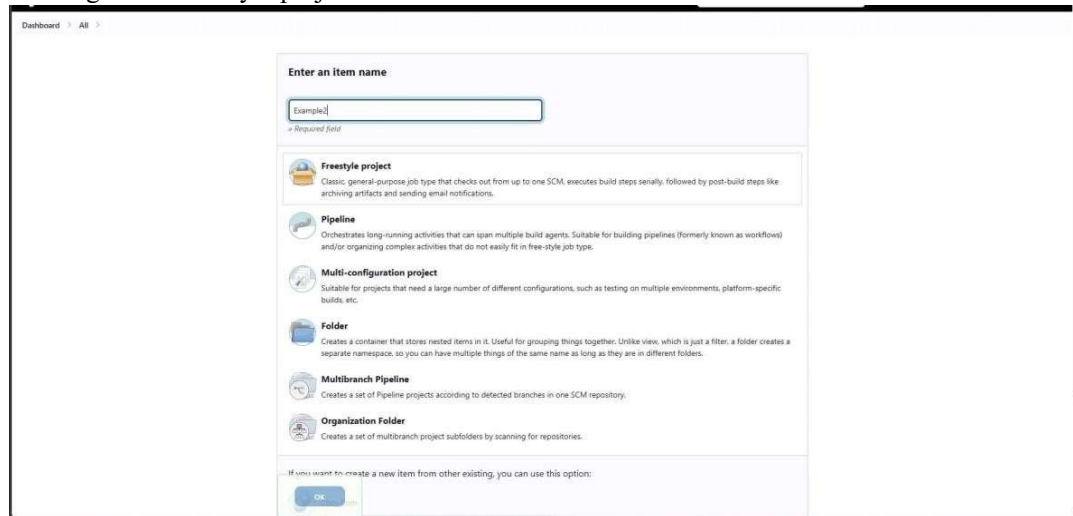 Dashboard > All >
Enter an item name
Example2
» Required field
Freestyle project
Classic, general-purpose job type that checks out from up to one SCM, executes build steps serially, followed by post-build steps like
archiving artifacts and sending email notifications.
Pipeline
Orchestrates long-running activities that can span multiple build agents. Suitable for building pipelines (formerly known as workflows)
and/or organizing complex activities that do not easily fit in free-style job type.
Multi-configuration project
Suitable for projects that need a large number of different configurations, such as testing on multiple environments, platform-specific
builds, etc.
Folder
Creates a container that stores nested items in it. Useful for grouping things together. Unlike view, which is just a filter, a folder creates a
separate namespace, so you can have multiple things of the same name as long as they are in different folders.
Multibranch Pipeline
Creates a set of Pipeline projects according to detected branches in one SCM repository.
Organization Folder
Creates a set of multibranch project subfolders by scanning for repositories.
If you want to create a new item from other existing, you can use this option:
OK